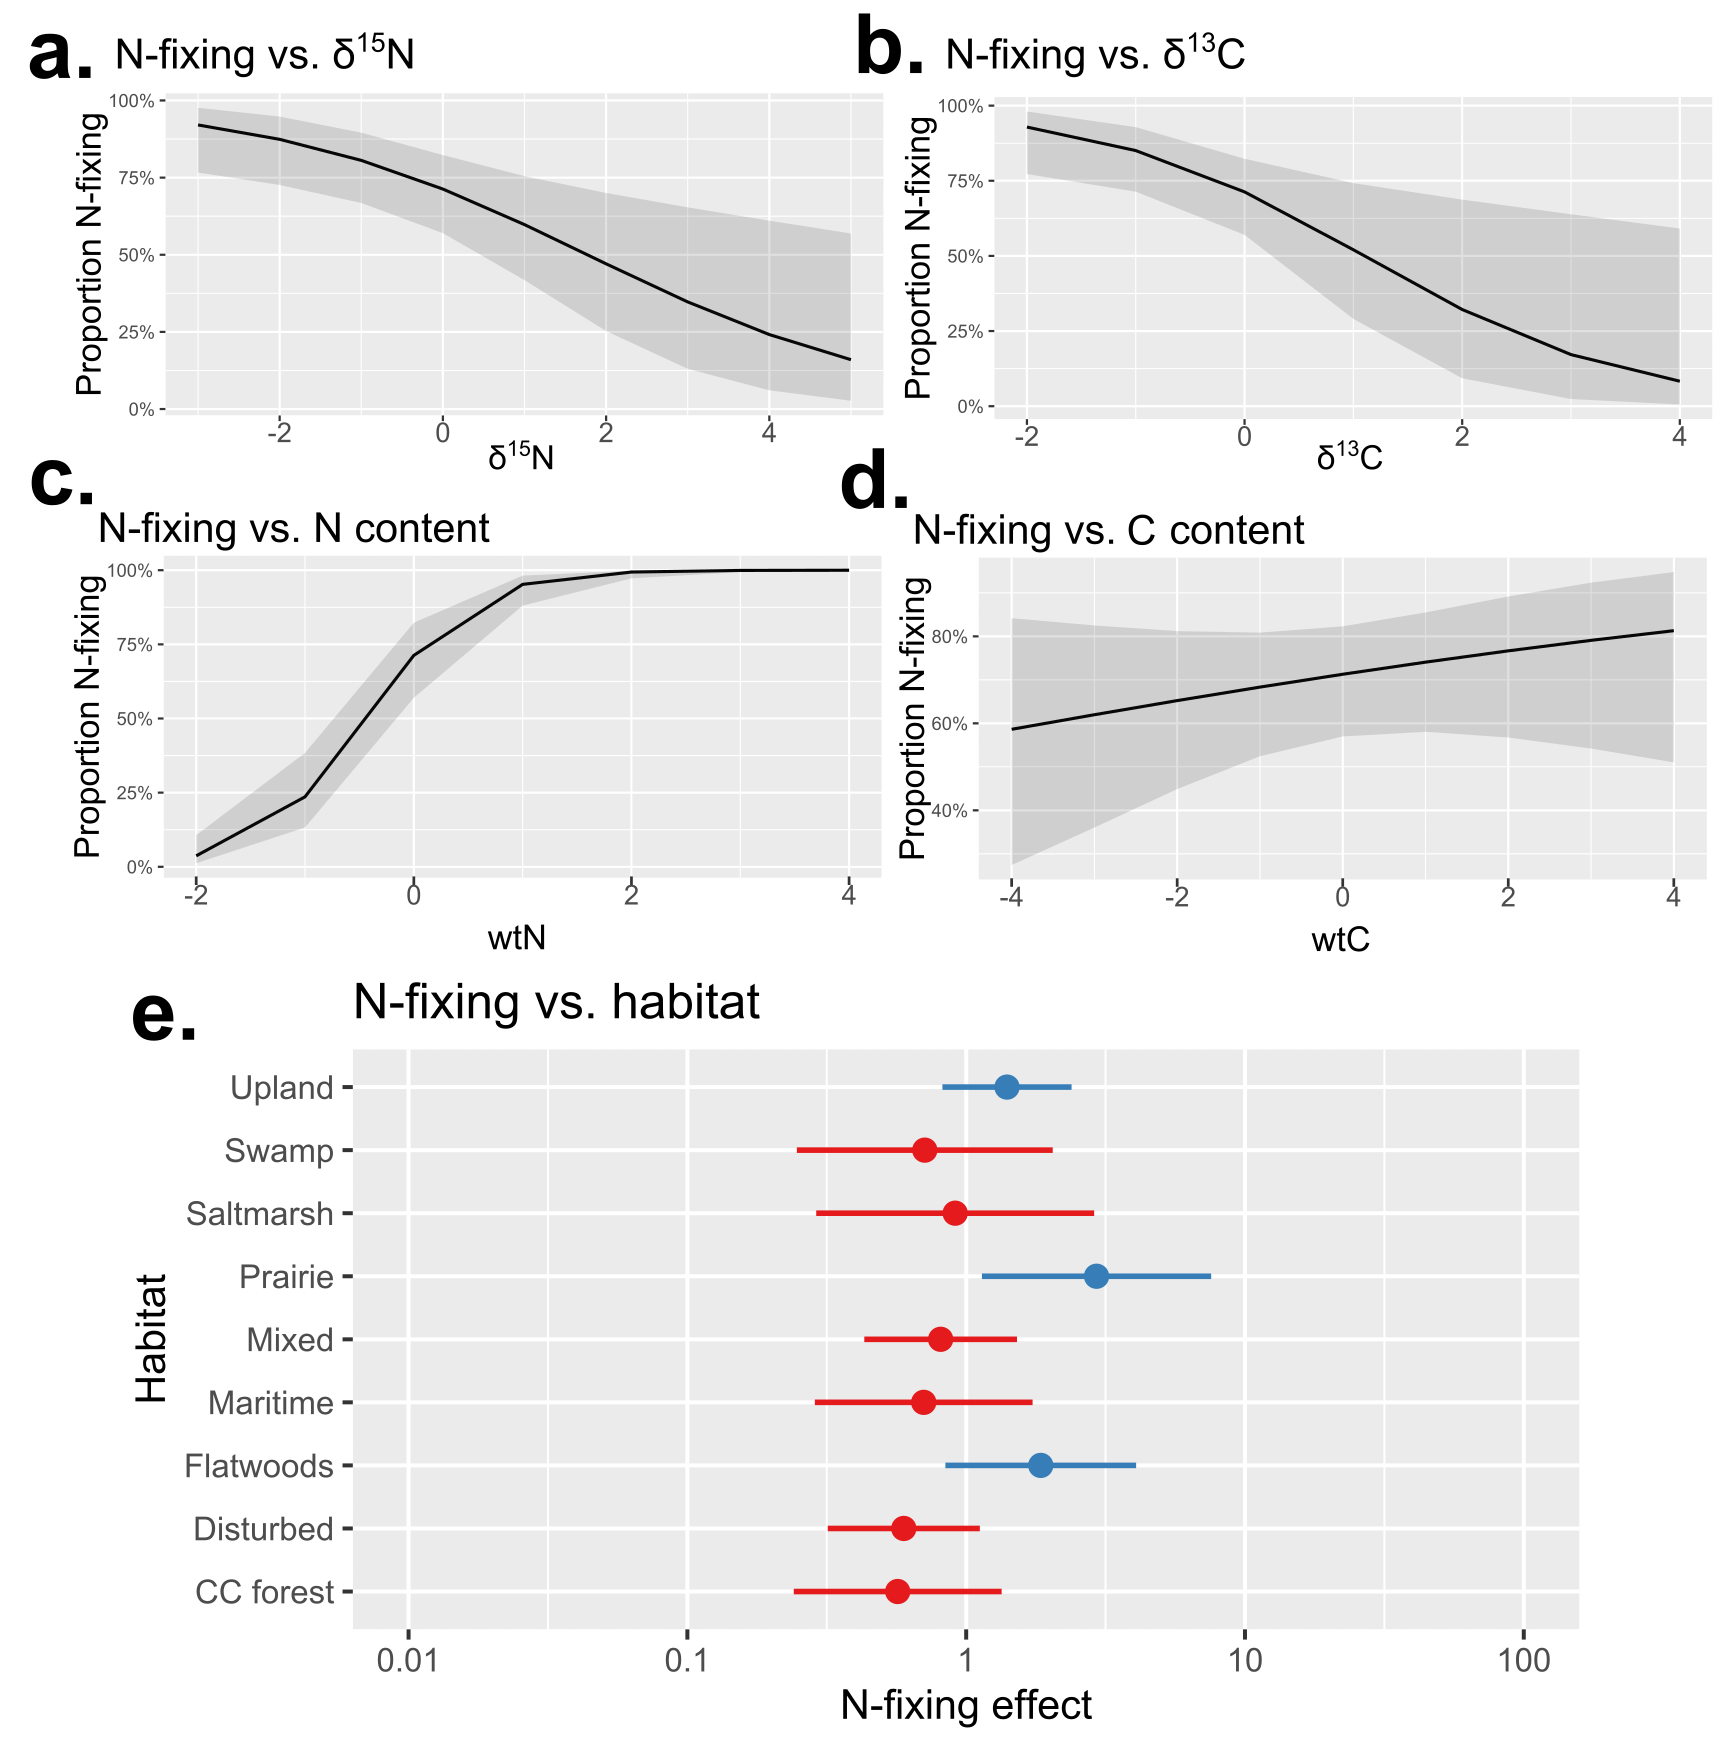 a. N-fixing vs. δ¹⁵N
Proportion N-fixing
100%
75%
50%
25%
0%
-2 0 2 4
δ¹⁵N
b. N-fixing vs. δ¹³C
Proportion N-fixing
100%
75%
50%
25%
0%
-2 0 2 4
δ¹³C
c. N-fixing vs. N content
Proportion N-fixing
100%
75%
50%
25%
0%
-2 0 2 4
wtN
d. N-fixing vs. C content
Proportion N-fixing
80%
60%
40%
-4 -2 0 2 4
wtC
e. N-fixing vs. habitat
Habitat
Upland
Swamp
Saltmarsh
Prairie
Mixed
Maritime
Flatwoods
Disturbed
CC forest
0.01 0.1 1 10 100
N-fixing effect